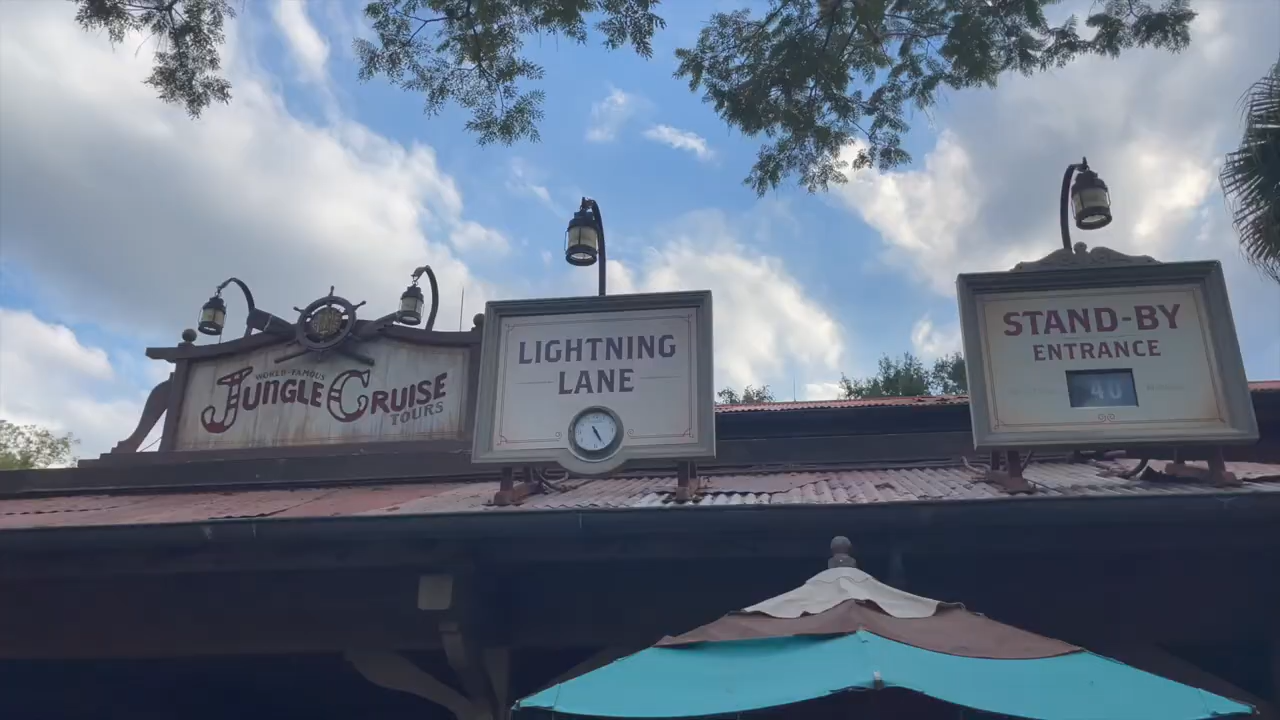 WORLD-FAMOUS
JUNGLE CRUISE
TOURS
LIGHTNING
LANE
STAND-BY
ENTRANCE
40